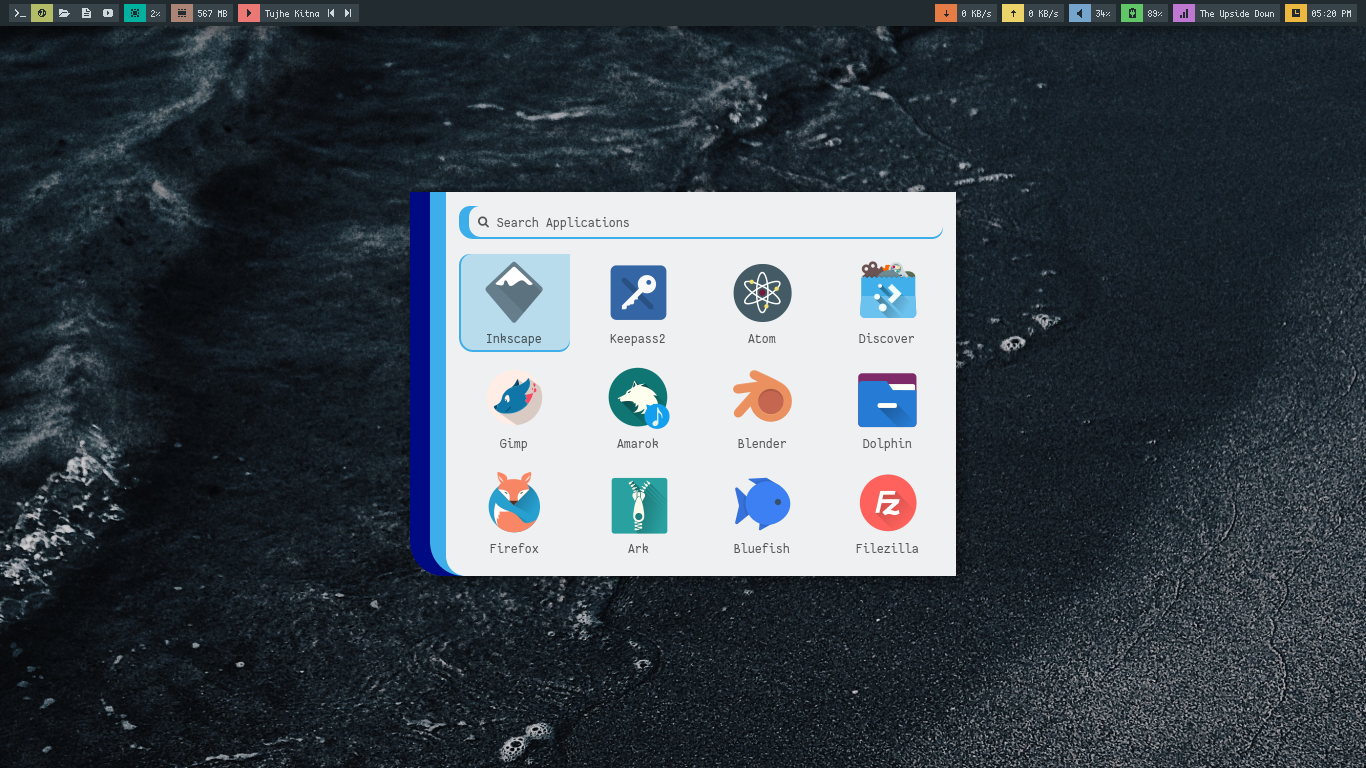 2% 567 MB Tujhe Kitna 0 KB/s 0 KB/s 34% 89% The Upside Down 05:20 PM
Search Applications
Inkscape Keepass2 Atom Discover
Gimp Amarok Blender Dolphin
Fz
Firefox Ark Bluefish Filezilla